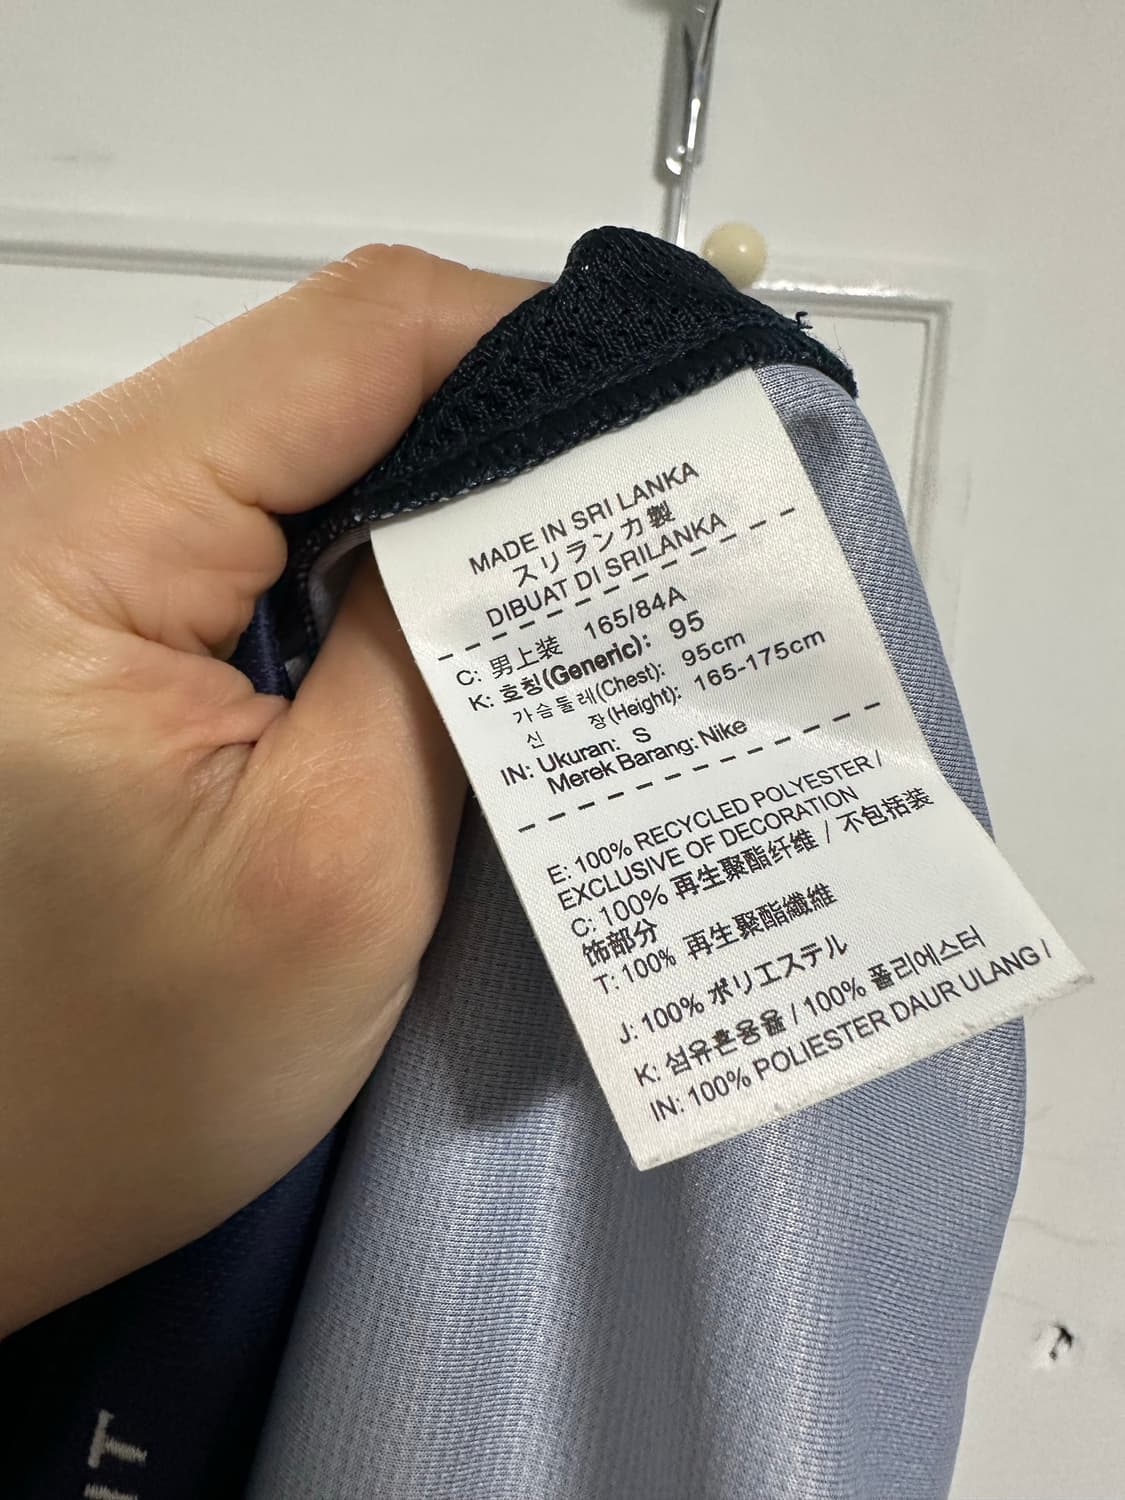 MADE IN SRI LANKA
スリランカ製
DIBUAT DI SRILANKA
C: 男上装 165/84A
K: 호칭(Generic): 95
가슴둘레(Chest): 95cm
신 장(Height): 165-175cm
IN: Ukuran: S
Merek Barang: Nike
E: 100% RECYCLED POLYESTER /
EXCLUSIVE OF DECORATION
C: 100% 再生聚酯纤维 / 不包括装
饰部分
T: 100% 再生聚酯纖維
J: 100% ポリエステル
K: 섬유혼용율 / 100% 폴리에스터
IN: 100% POLIESTER DAUR ULANG /